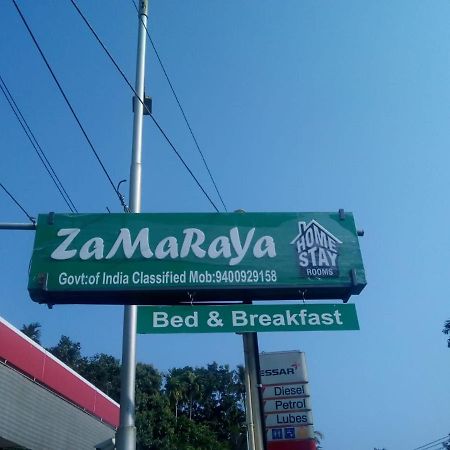 ZaMaRaYa
Govt:of India Classified Mob:9400929158
HOME
STAY
ROOMS
Bed & Breakfast
ESSAR
Diesel
Petrol
Lubes